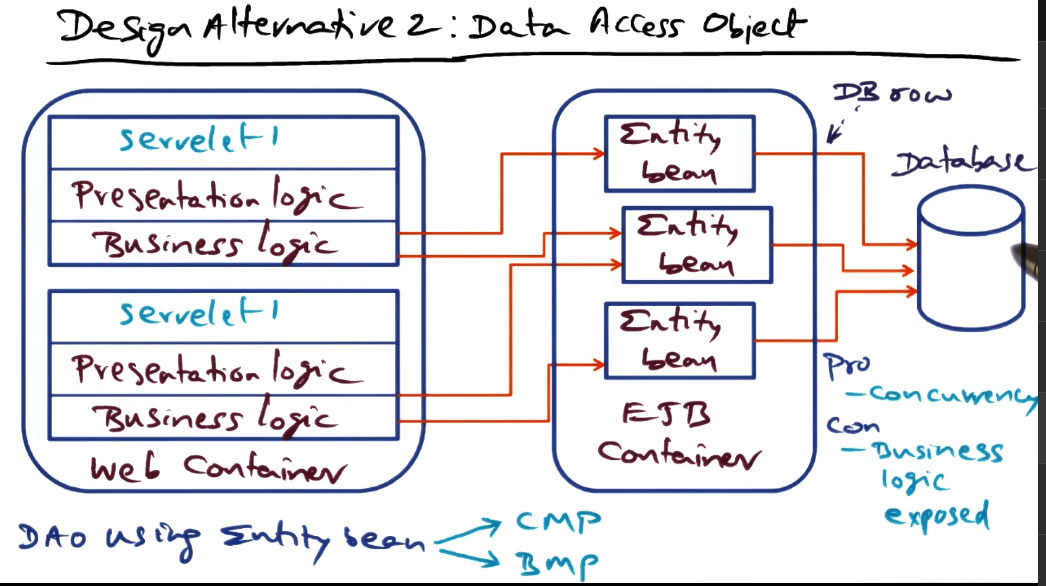 Design Alternative 2: Data Access Object
servelet 1
Presentation logic
Business logic
servelet 1
Presentation logic
Business logic
Web Container
Entity
bean
Entity
bean
Entity
bean
EJB
Container
DB row
Database
Pro
- Concurrency
Con
- Business
logic
exposed
DAO using Entity bean
CMP
BMP